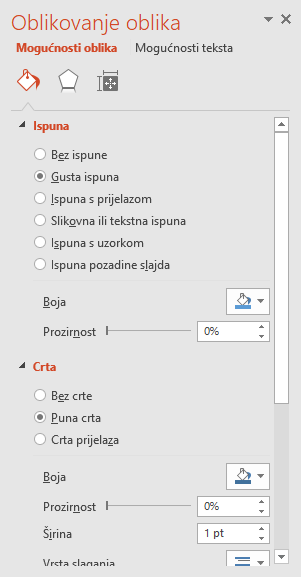 Oblikovanje oblika
Mogućnosti oblika Mogućnosti teksta
Ispuna
Bez ispune
Gusta ispuna
Ispuna s prijelazom
Slikovna ili tekstna ispuna
Ispuna s uzorkom
Ispuna pozadine slajda
Boja
Prozirnost 0%
Crta
Bez crte
Puna crta
Crta prijelaza
Boja
Prozirnost 0%
Širina 1 pt
Vrsta slaganja